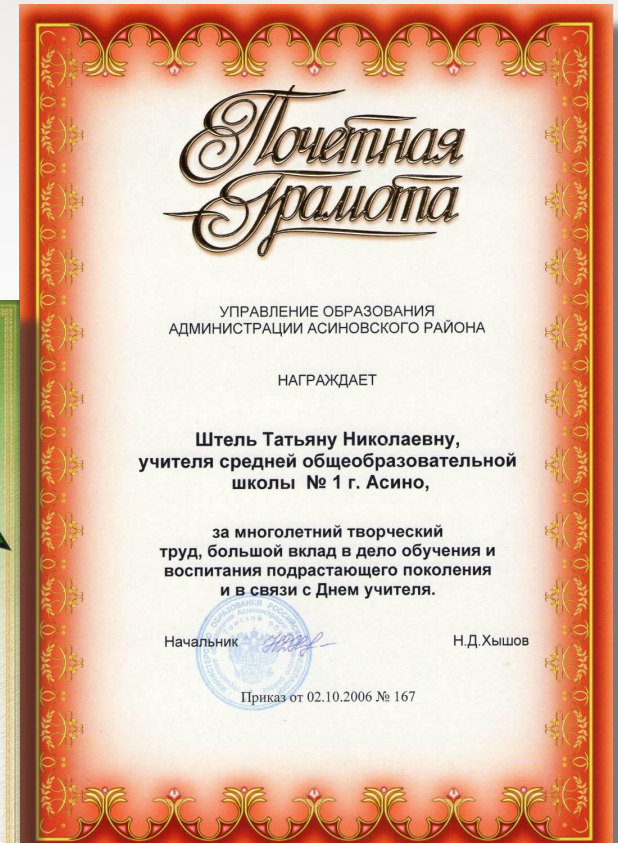 Почетная
Грамота
УПРАВЛЕНИЕ ОБРАЗОВАНИЯ
АДМИНИСТРАЦИИ АСИНОВСКОГО РАЙОНА
НАГРАЖДАЕТ
Штель Татьяну Николаевну,
учителя средней общеобразовательной
школы № 1 г. Асино,
за многолетний творческий
труд, большой вклад в дело обучения и
воспитания подрастающего поколения
и в связи с Днем учителя.
Начальник Н.Д.Хышов
Приказ от 02.10.2006 № 167